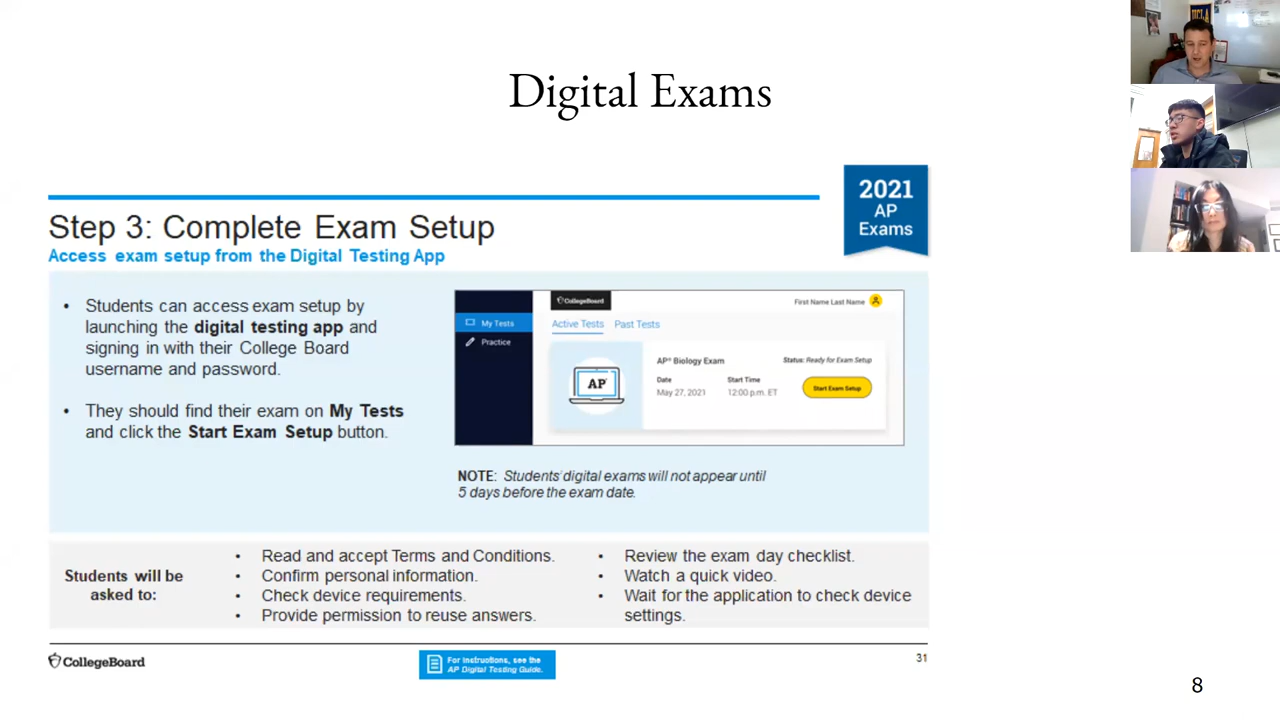 Digital Exams
UCLA
2021
AP
Exams
Step 3: Complete Exam Setup
Access exam setup from the Digital Testing App
• Students can access exam setup by
launching the digital testing app and
signing in with their College Board
username and password.
• They should find their exam on My Tests
and click the Start Exam Setup button.
CollegeBoard
First Name Last Name
My Tests
Practice
Active Tests Past Tests
AP
AP® Biology Exam
Status: Ready for Exam Setup
Date
May 27, 2021
Start Time
12:00 p.m. ET
Start Exam Setup
NOTE: Students' digital exams will not appear until
5 days before the exam date.
Students will be
asked to:
• Read and accept Terms and Conditions.
• Confirm personal information.
• Check device requirements.
• Provide permission to reuse answers.
• Review the exam day checklist.
• Watch a quick video.
• Wait for the application to check device
settings.
CollegeBoard
For instructions, see the
AP Digital Testing Guide.
31
8